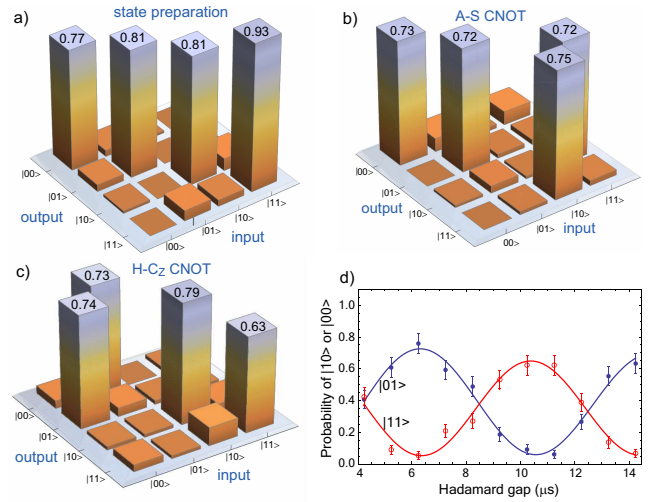 a)
state preparation
0.77
0.81
0.81
0.93
|00>
|01>
|10>
|11>
output
|00>
|01>
|10>
|11>
input
b)
A-S CNOT
0.73
0.72
0.72
0.75
|00>
|01>
|10>
|11>
output
00>
|01>
|10>
|11>
input
c)
H-CZ CNOT
0.73
0.74
0.79
0.63
|00>
|01>
|10>
|11>
output
|00>
|01>
|10>
|11>
input
d)
Probability of |10> or |00>
1.0
0.8
0.6
0.4
0.2
0.0
|01>
|11>
4 6 8 10 12 14
Hadamard gap (μs)